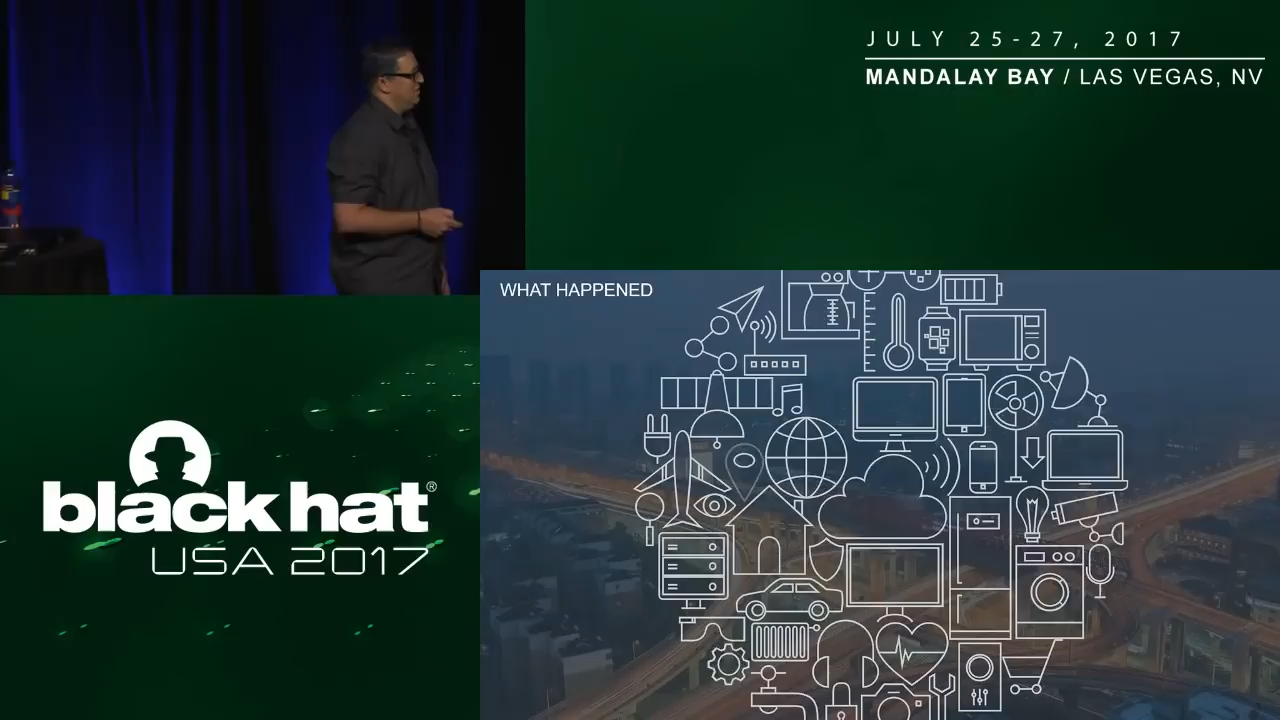 JULY 25-27, 2017
MANDALAY BAY / LAS VEGAS, NV
WHAT HAPPENED
black hat®
USA 2017